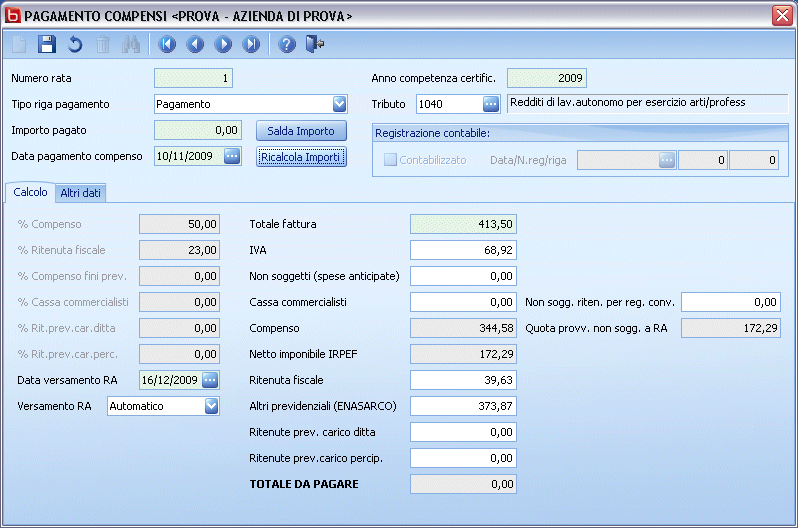 PAGAMENTO COMPENSI <PROVA - AZIENDA DI PROVA>
Numero rata 1 Anno competenza certific. 2009
Tipo riga pagamento Pagamento Tributo 1040 ... Redditi di lav.autonomo per esercizio arti/profess
Importo pagato 0,00 Salda Importo Registrazione contabile:
Data pagamento compenso 10/11/2009 ... Ricalcola Importi Contabilizzato Data/N.reg/riga ... 0 0
Calcolo Altri dati
% Compenso 50,00 Totale fattura 413,50
% Ritenuta fiscale 23,00 IVA 68,92
% Compenso fini prev. 0,00 Non soggetti (spese anticipate) 0,00
% Cassa commercialisti 0,00 Cassa commercialisti 0,00 Non sogg. riten. per reg. conv. 0,00
% Rit.prev.car.ditta 0,00 Compenso 344,58 Quota provv. non sogg. a RA 172,29
% Rit.prev.car.perc. 0,00 Netto imponibile IRPEF 172,29
Data versamento RA 16/12/2009 ... Ritenuta fiscale 39,63
Versamento RA Automatico Altri previdenziali (ENASARCO) 373,87
Ritenute prev. carico ditta 0,00
Ritenute prev.carico percip. 0,00
TOTALE DA PAGARE 0,00